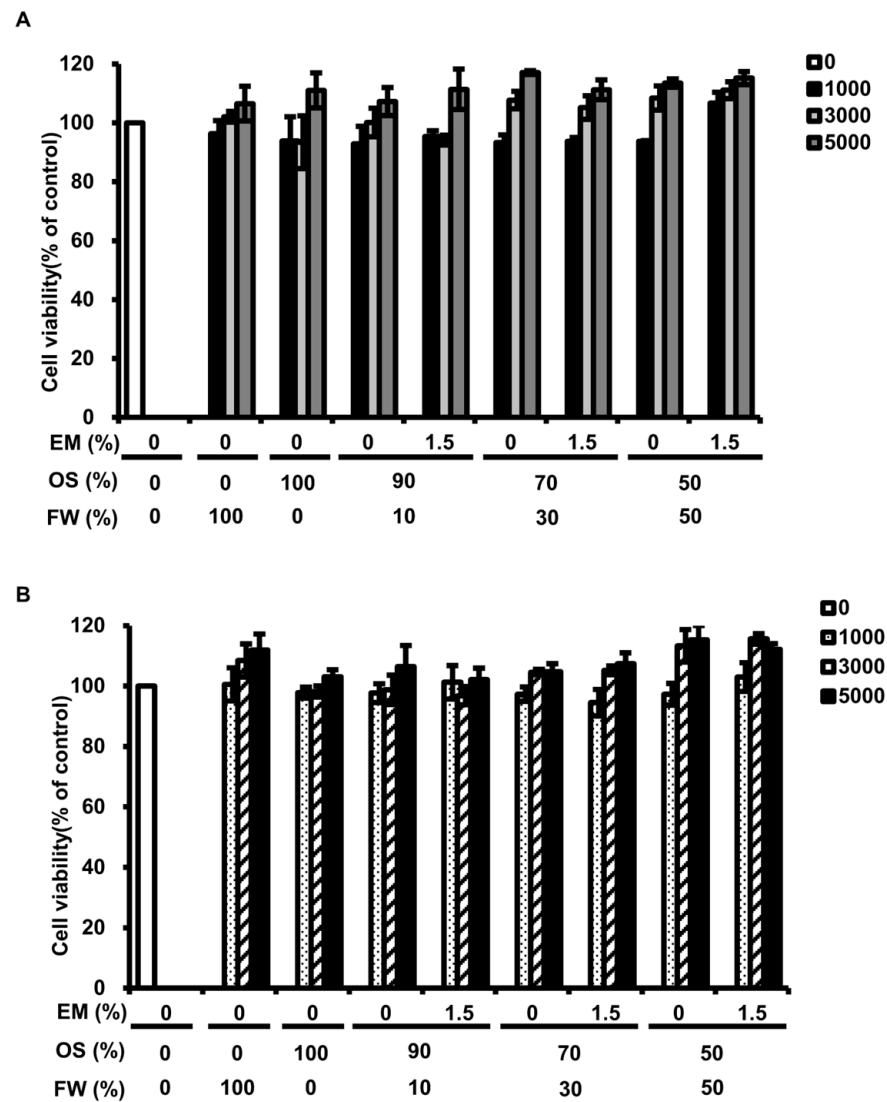 A
Cell viability(% of control)
120
100
80
60
40
20
0
0
1000
3000
5000
EM (%) 0 0 0 0 1.5 0 1.5 0 1.5
OS (%) 0 0 100 90 70 50
FW (%) 0 100 0 10 30 50
B
Cell viability(% of control)
120
100
80
60
40
20
0
0
1000
3000
5000
EM (%) 0 0 0 0 1.5 0 1.5 0 1.5
OS (%) 0 0 100 90 70 50
FW (%) 0 100 0 10 30 50